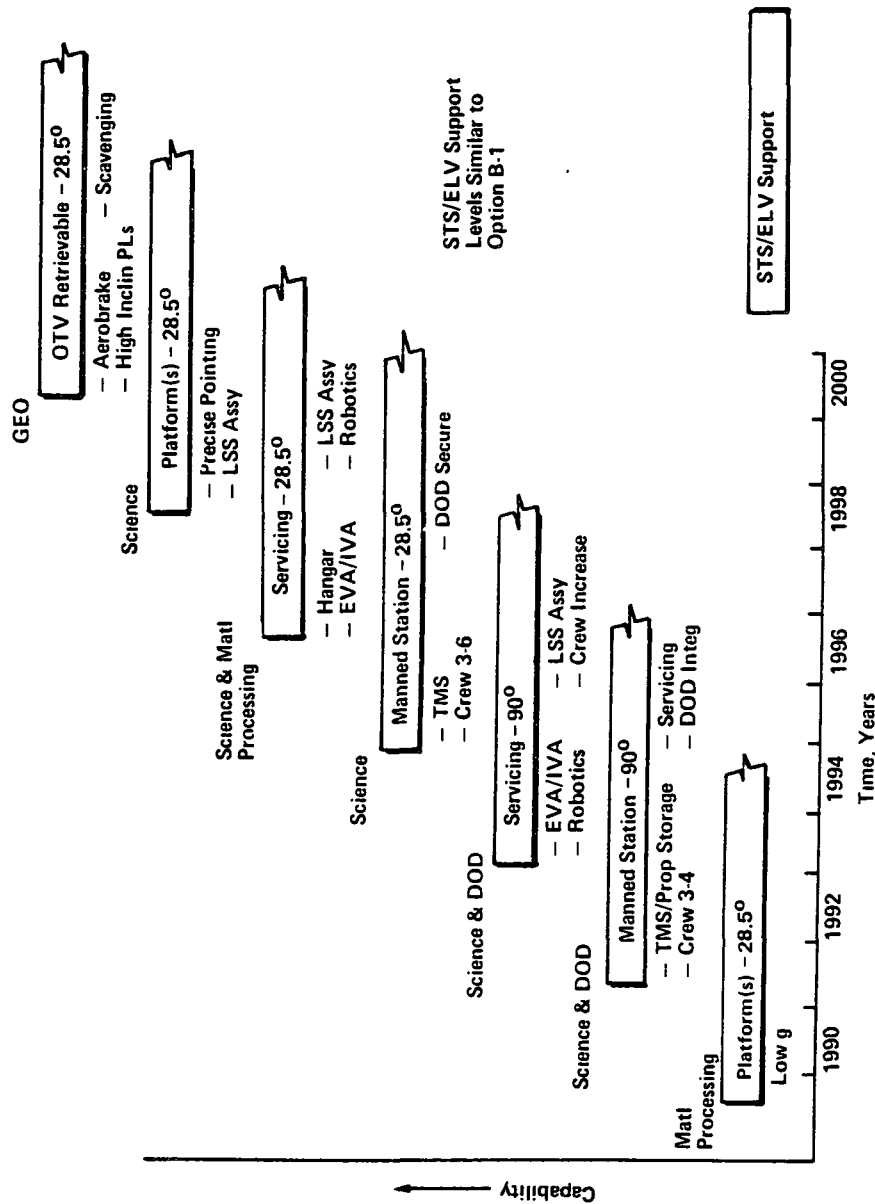 GEO
OTV Retrievable – 28.5°
– Aerobrake – Scavenging
– High Inclin PLs
Science
Platform(s) – 28.5°
– Precise Pointing
– LSS Assy
Science & Matl
Processing
Servicing – 28.5°
– Hangar – LSS Assy
– EVA/IVA – Robotics
Science
Manned Station – 28.5°
– TMS – DOD Secure
– Crew 3-6
STS/ELV Support
Levels Similar to
Option B-1
Science & DOD
Servicing – 90°
– EVA/IVA – LSS Assy
– Robotics – Crew Increase
Science & DOD
Manned Station – 90°
– TMS/Prop Storage – Servicing
– Crew 3-4 – DOD Integ
Matl
Processing
Platform(s) – 28.5°
Low g
STS/ELV Support
Capability
1990 1992 1994 1996 1998 2000
Time, Years